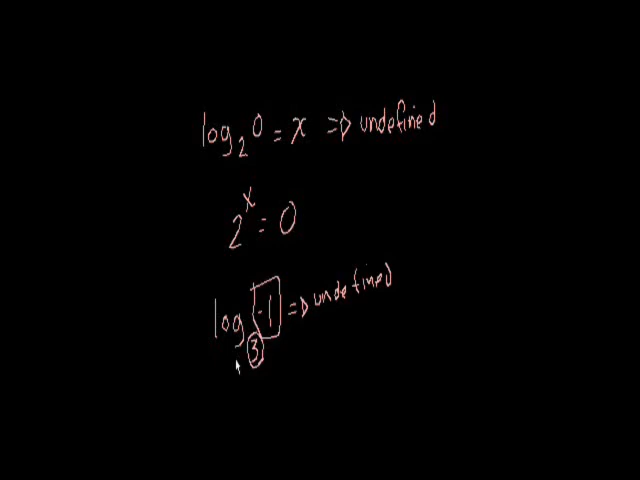 log₂0 = x ⇒ undefined
2ˣ = 0
log₃-1 ⇒ undefined